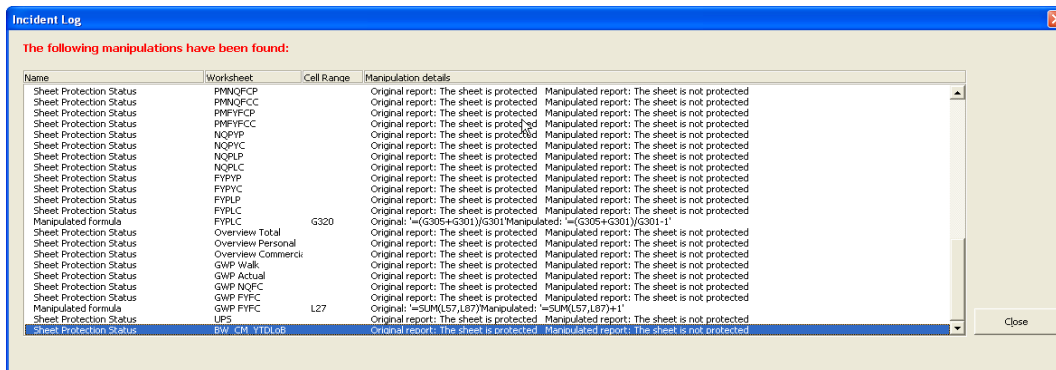 Incident Log
The following manipulations have been found:
Name Worksheet Cell Range Manipulation details
Sheet Protection Status PMNQFCP Original report: The sheet is protected Manipulated report: The sheet is not protected
Sheet Protection Status PMNQFCC Original report: The sheet is protected Manipulated report: The sheet is not protected
Sheet Protection Status PMFYFCP Original report: The sheet is protected Manipulated report: The sheet is not protected
Sheet Protection Status PMFYFCC Original report: The sheet is protected Manipulated report: The sheet is not protected
Sheet Protection Status NQPYP Original report: The sheet is protected Manipulated report: The sheet is not protected
Sheet Protection Status NQPYC Original report: The sheet is protected Manipulated report: The sheet is not protected
Sheet Protection Status NQPLP Original report: The sheet is protected Manipulated report: The sheet is not protected
Sheet Protection Status NQPLC Original report: The sheet is protected Manipulated report: The sheet is not protected
Sheet Protection Status FYPYP Original report: The sheet is protected Manipulated report: The sheet is not protected
Sheet Protection Status FYPYC Original report: The sheet is protected Manipulated report: The sheet is not protected
Sheet Protection Status FYPLP Original report: The sheet is protected Manipulated report: The sheet is not protected
Sheet Protection Status FYPLC Original report: The sheet is protected Manipulated report: The sheet is not protected
Manipulated formula FYPLC G320 Original: '=(G305+G301)/G301'Manipulated: '=(G305+G301)/G301-1'
Sheet Protection Status Overview Total Original report: The sheet is protected Manipulated report: The sheet is not protected
Sheet Protection Status Overview Personal Original report: The sheet is protected Manipulated report: The sheet is not protected
Sheet Protection Status Overview Commercia Original report: The sheet is protected Manipulated report: The sheet is not protected
Sheet Protection Status GWP Walk Original report: The sheet is protected Manipulated report: The sheet is not protected
Sheet Protection Status GWP Actual Original report: The sheet is protected Manipulated report: The sheet is not protected
Sheet Protection Status GWP NQFC Original report: The sheet is protected Manipulated report: The sheet is not protected
Sheet Protection Status GWP FYFC Original report: The sheet is protected Manipulated report: The sheet is not protected
Manipulated formula GWP FYFC L27 Original: '=SUM(L57,L87)'Manipulated: '=SUM(L57,L87)+1'
Sheet Protection Status UPS Original report: The sheet is protected Manipulated report: The sheet is not protected
Sheet Protection Status BW_CM_YTDLoB Original report: The sheet is protected Manipulated report: The sheet is not protected
Close